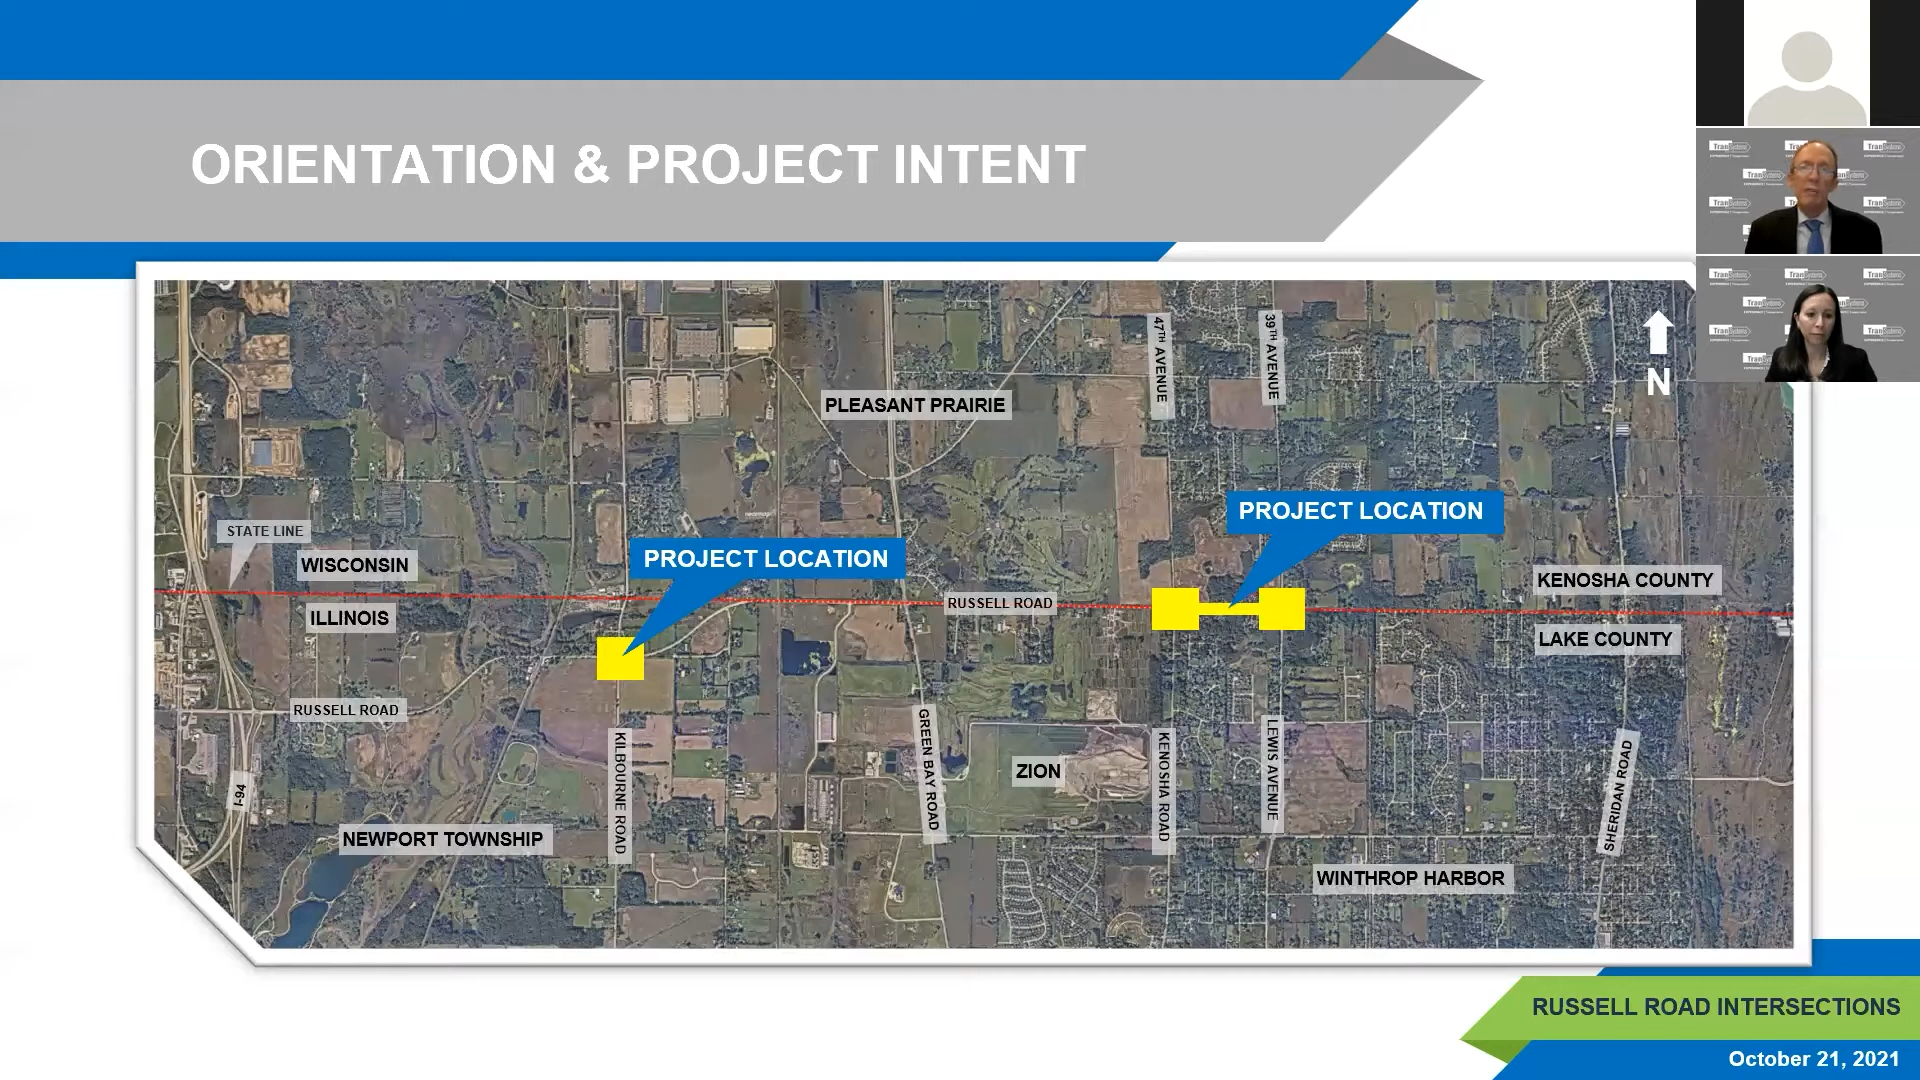 ORIENTATION & PROJECT INTENT
47TH AVENUE
39TH AVENUE
N
PLEASANT PRAIRIE
PROJECT LOCATION
STATE LINE
WISCONSIN
PROJECT LOCATION
KENOSHA COUNTY
RUSSELL ROAD
ILLINOIS
LAKE COUNTY
RUSSELL ROAD
KILBOURNE ROAD
GREEN BAY ROAD
KENOSHA ROAD
LEWIS AVENUE
SHERIDAN ROAD
ZION
I-94
NEWPORT TOWNSHIP
WINTHROP HARBOR
RUSSELL ROAD INTERSECTIONS
October 21, 2021
TranSystems